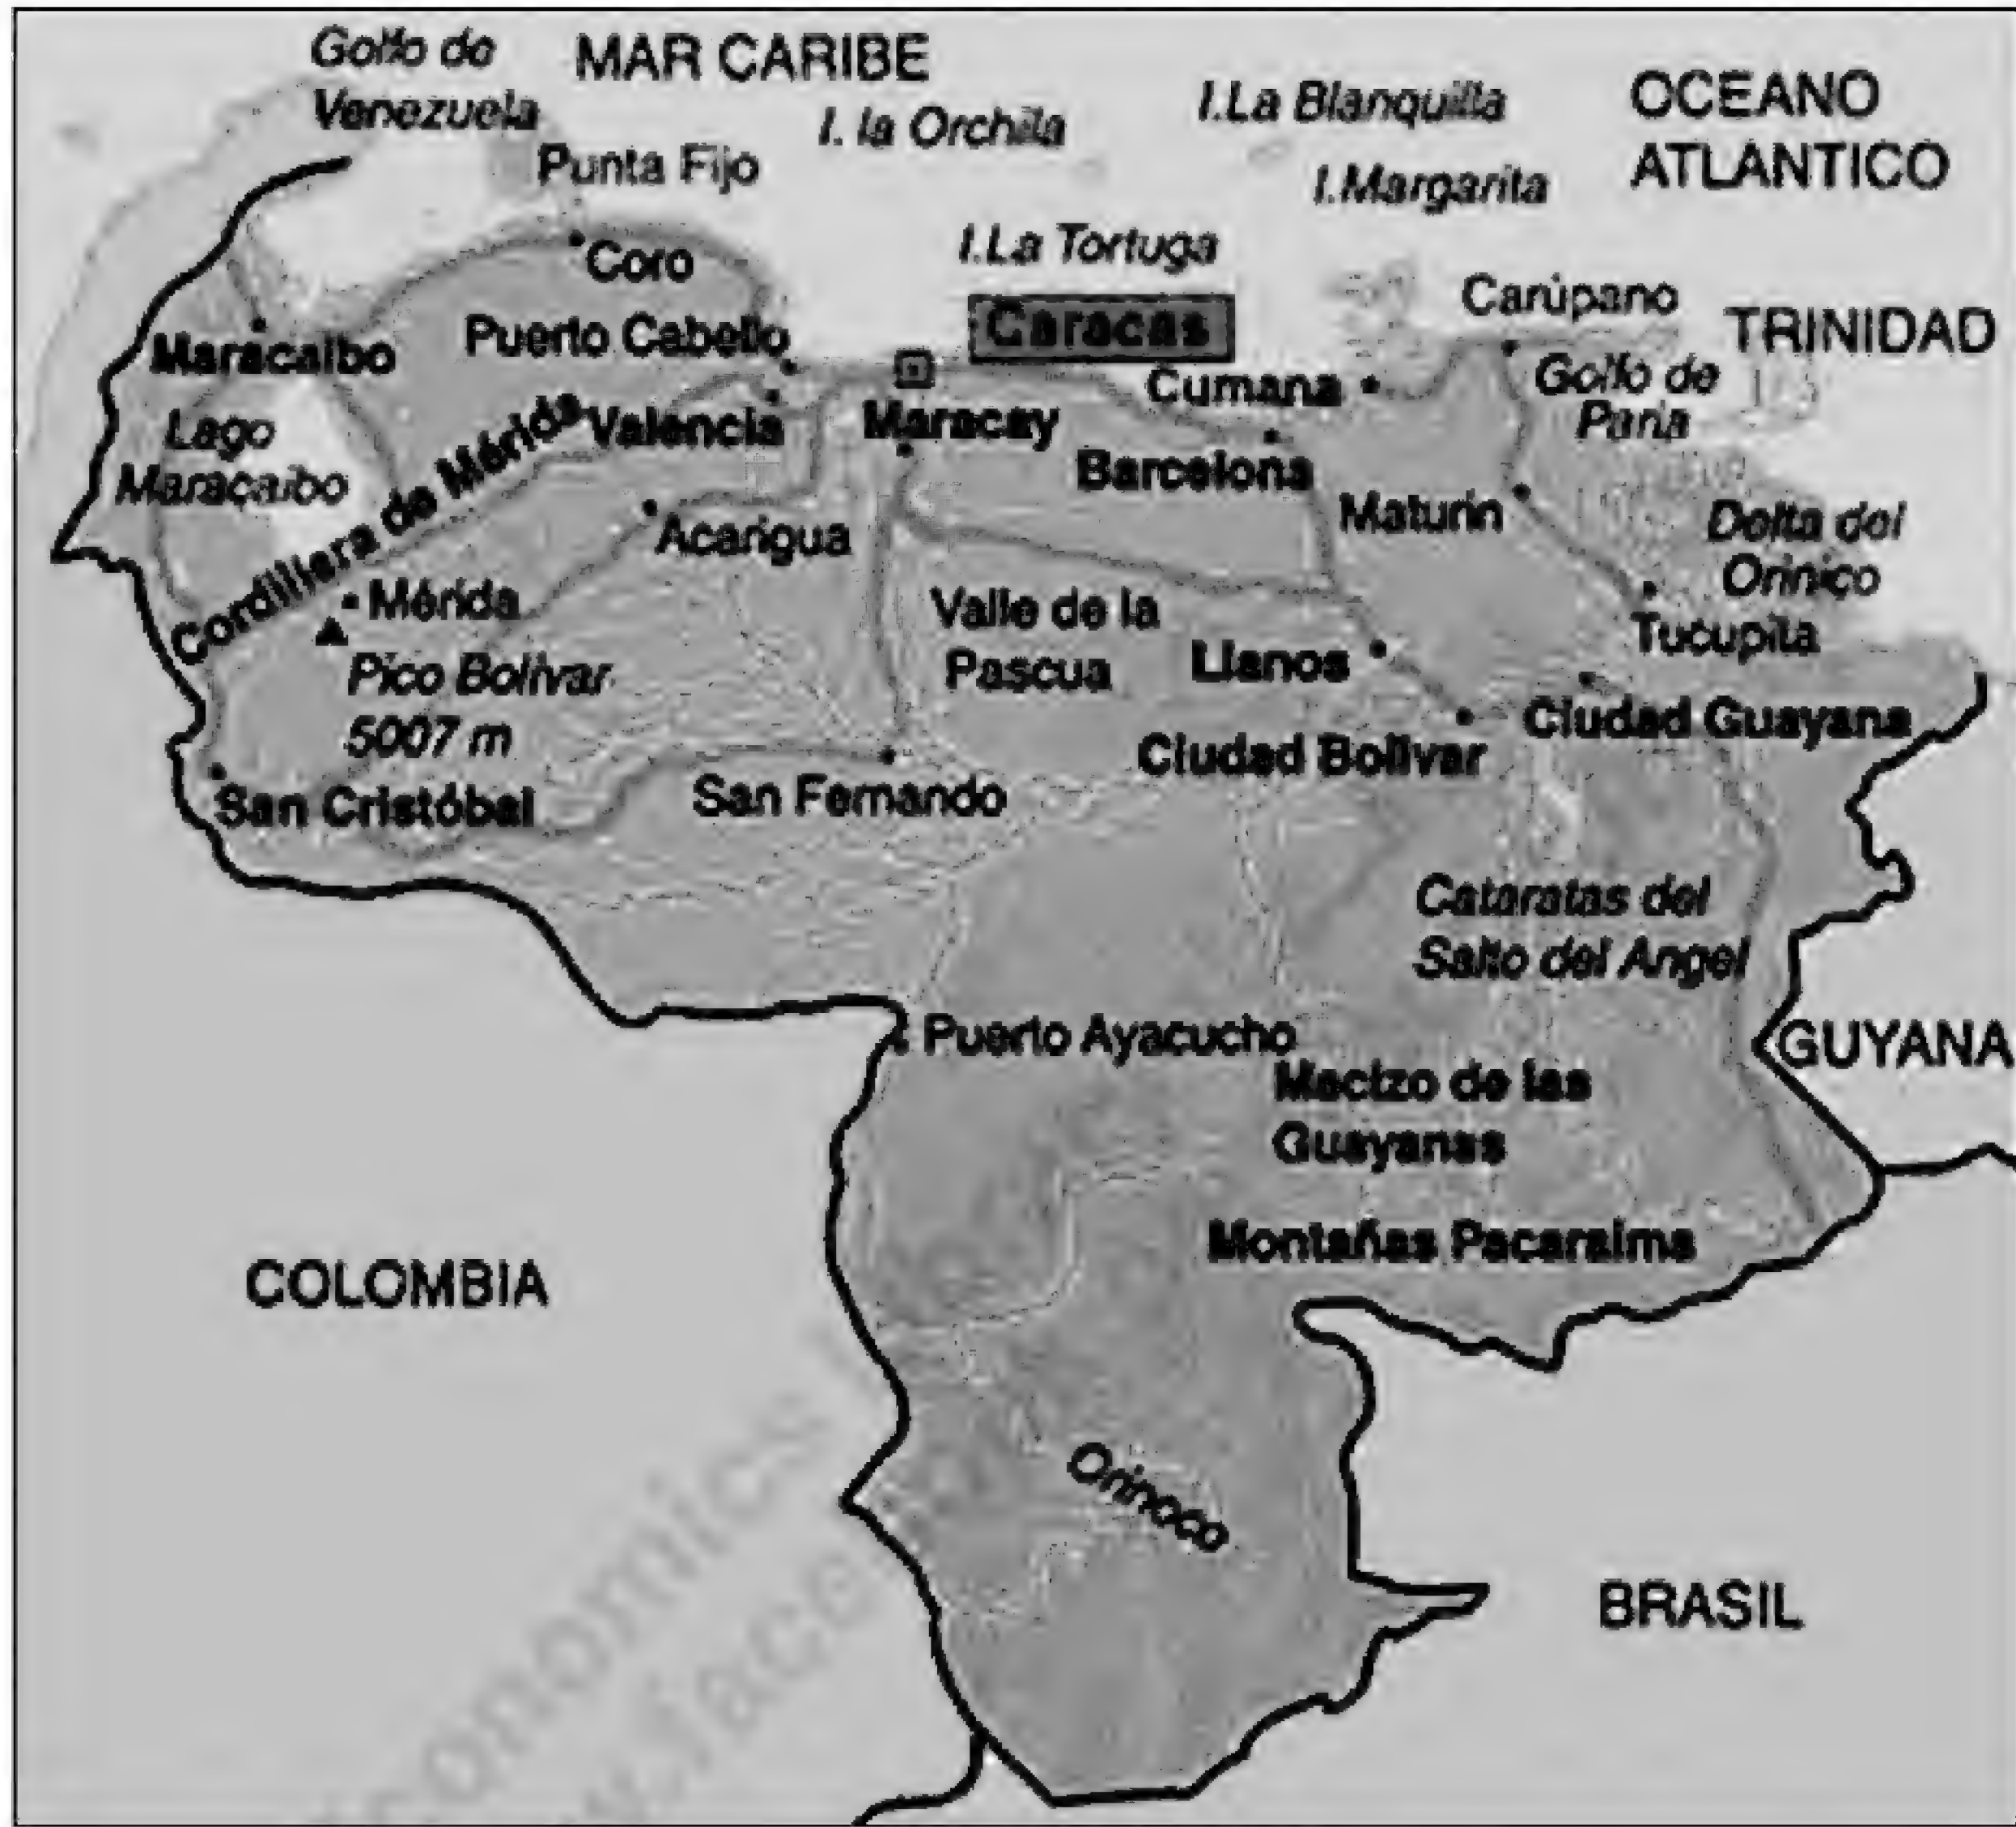 Golfo de
Venezuela
MAR CARIBE
I. la Orchila
I.La Blanquilla
OCEANO
ATLANTICO
Punta Fijo
I.Margarita
I.La Tortuga
Coro
Carúpano
TRINIDAD
Caracas
Puerto Cabello
Maracaibo
Cumana
Golfo de
Paria
Lago
Maracaibo
Cordillera de Mérida
Valencia
Maracay
Barcelona
Maturín
Acarigua
Delta del
Orinico
Mérida
Valle de la
Pascua
Llanos
Tucupita
Pico Bolívar
5007 m
Ciudad Guayana
Ciudad Bolívar
San Cristóbal
San Fernando
Cataratas del
Salto del Angel
Puerto Ayacucho
GUYANA
Macizo de las
Guayanas
Montañas Pacaraima
COLOMBIA
Orinoco
BRASIL